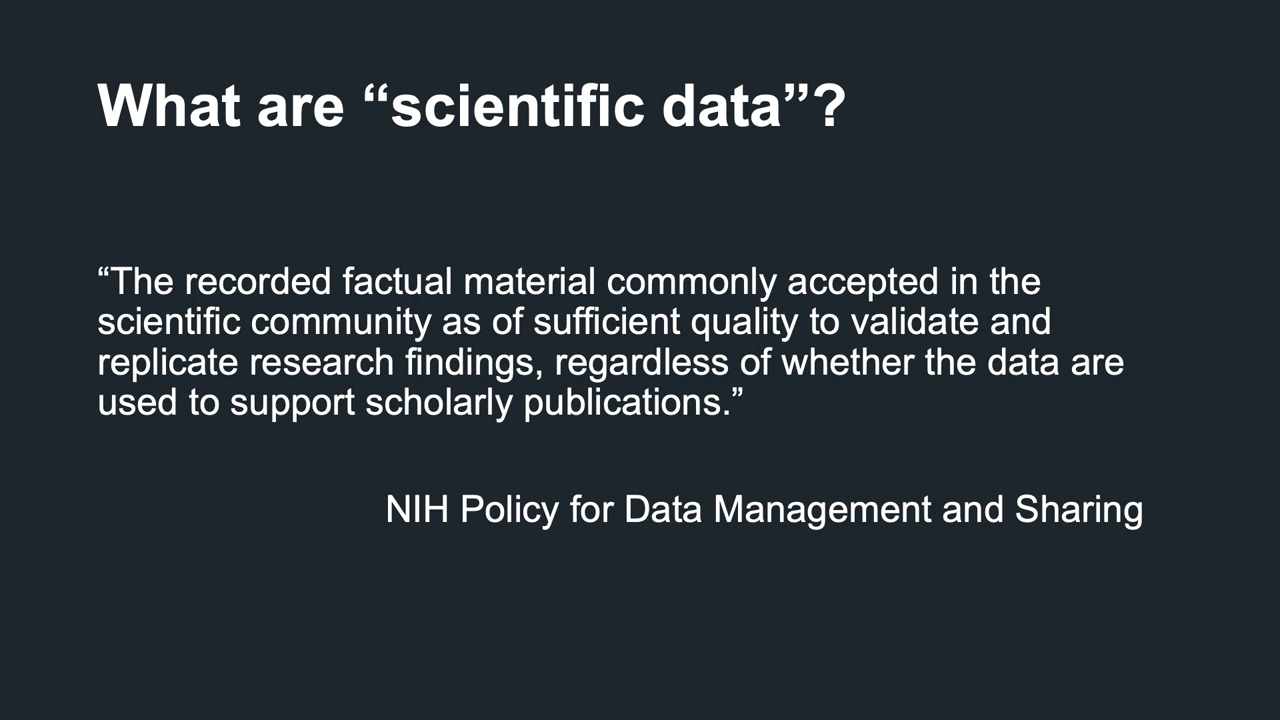 What are “scientific data”?
“The recorded factual material commonly accepted in the
scientific community as of sufficient quality to validate and
replicate research findings, regardless of whether the data are
used to support scholarly publications.”
NIH Policy for Data Management and Sharing